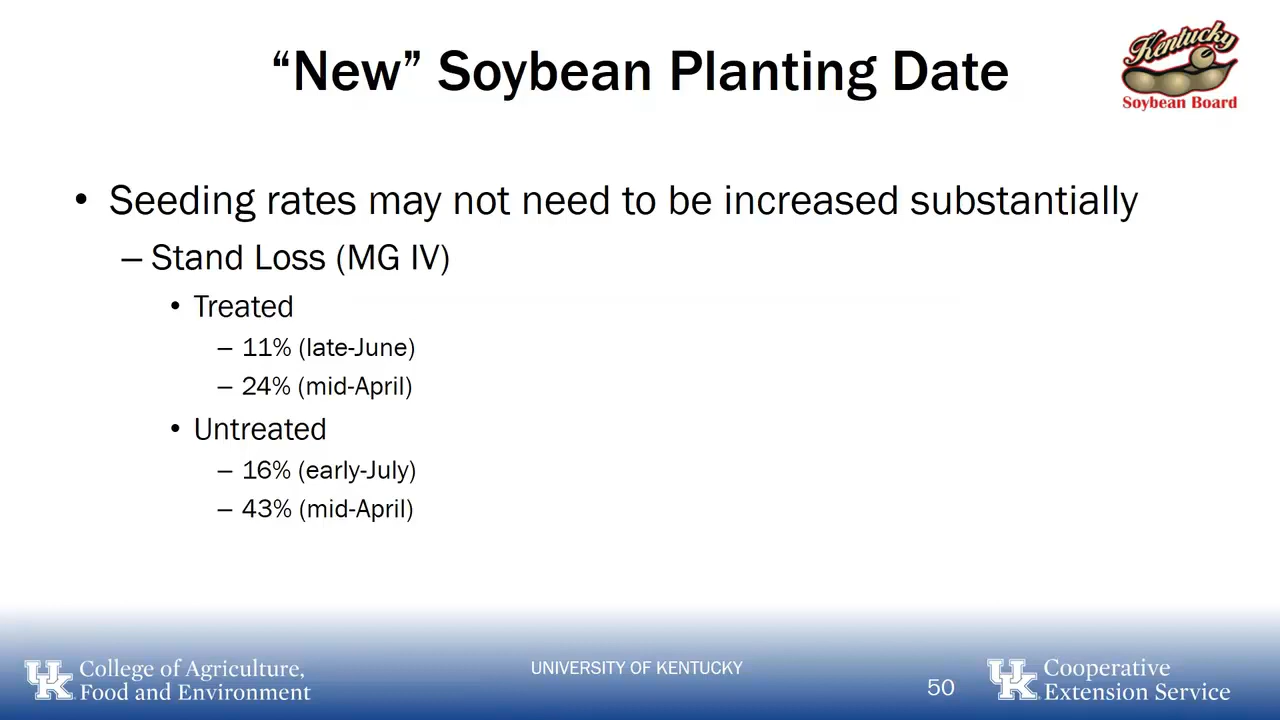 “New” Soybean Planting Date
Kentucky
Soybean Board
• Seeding rates may not need to be increased substantially
– Stand Loss (MG IV)
• Treated
– 11% (late-June)
– 24% (mid-April)
• Untreated
– 16% (early-July)
– 43% (mid-April)
UK College of Agriculture,
Food and Environment
UNIVERSITY OF KENTUCKY
50
UK Cooperative
Extension Service